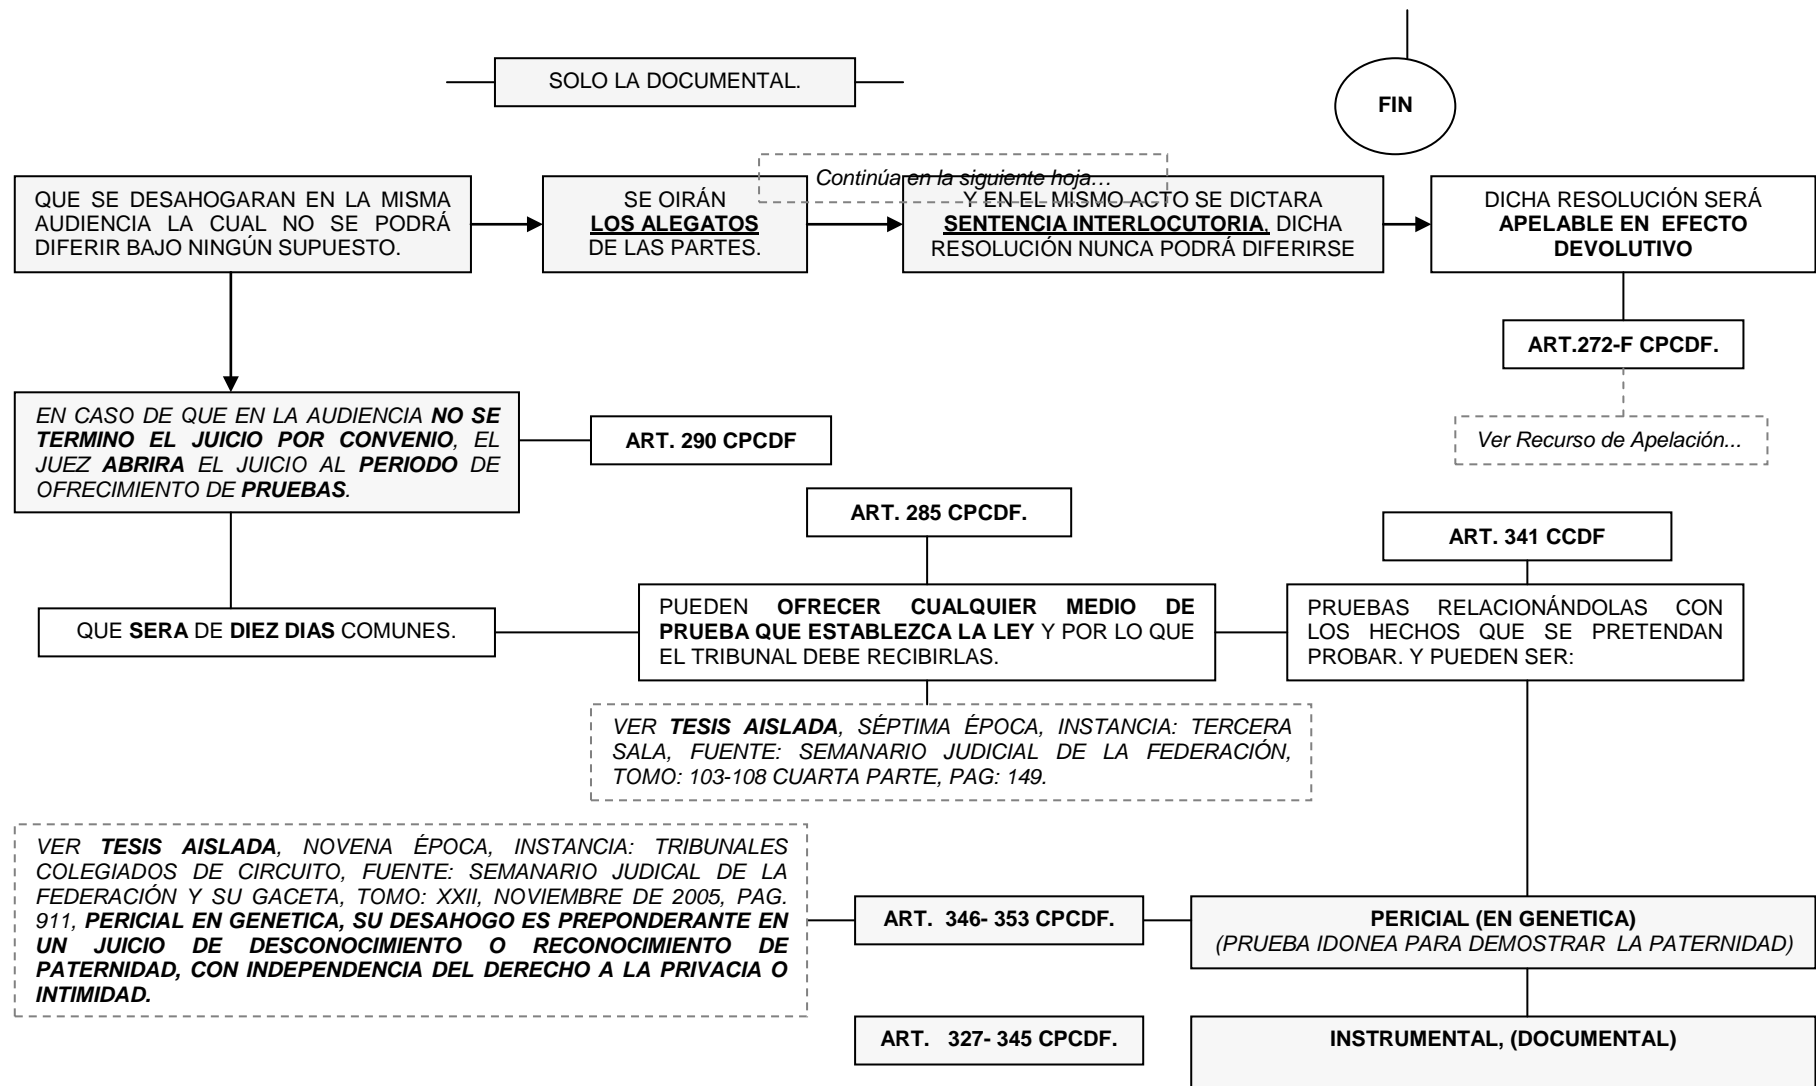 SOLO LA DOCUMENTAL.
FIN
Continúa en la siguiente hoja…
QUE SE DESAHOGARAN EN LA MISMA
AUDIENCIA LA CUAL NO SE PODRÁ
DIFERIR BAJO NINGÚN SUPUESTO.
SE OIRÁN
LOS ALEGATOS
DE LAS PARTES.
Y EN EL MISMO ACTO SE DICTARA
SENTENCIA INTERLOCUTORIA, DICHA
RESOLUCIÓN NUNCA PODRÁ DIFERIRSE
DICHA RESOLUCIÓN SERÁ
APELABLE EN EFECTO
DEVOLUTIVO
ART.272-F CPCDF.
Ver Recurso de Apelación...
EN CASO DE QUE EN LA AUDIENCIA NO SE
TERMINO EL JUICIO POR CONVENIO, EL
JUEZ ABRIRA EL JUICIO AL PERIODO DE
OFRECIMIENTO DE PRUEBAS.
ART. 290 CPCDF
ART. 285 CPCDF.
ART. 341 CCDF
QUE SERA DE DIEZ DIAS COMUNES.
PUEDEN OFRECER CUALQUIER MEDIO DE
PRUEBA QUE ESTABLEZCA LA LEY Y POR LO QUE
EL TRIBUNAL DEBE RECIBIRLAS.
PRUEBAS RELACIONÁNDOLAS CON
LOS HECHOS QUE SE PRETENDAN
PROBAR. Y PUEDEN SER:
VER TESIS AISLADA, SÉPTIMA ÉPOCA, INSTANCIA: TERCERA
SALA, FUENTE: SEMANARIO JUDICIAL DE LA FEDERACIÓN,
TOMO: 103-108 CUARTA PARTE, PAG: 149.
VER TESIS AISLADA, NOVENA ÉPOCA, INSTANCIA: TRIBUNALES
COLEGIADOS DE CIRCUITO, FUENTE: SEMANARIO JUDICAL DE LA
FEDERACIÓN Y SU GACETA, TOMO: XXII, NOVIEMBRE DE 2005, PAG.
911, PERICIAL EN GENETICA, SU DESAHOGO ES PREPONDERANTE EN
UN JUICIO DE DESCONOCIMIENTO O RECONOCIMIENTO DE
PATERNIDAD, CON INDEPENDENCIA DEL DERECHO A LA PRIVACIA O
INTIMIDAD.
ART. 346- 353 CPCDF.
PERICIAL (EN GENETICA)
(PRUEBA IDONEA PARA DEMOSTRAR LA PATERNIDAD)
ART. 327- 345 CPCDF.
INSTRUMENTAL, (DOCUMENTAL)